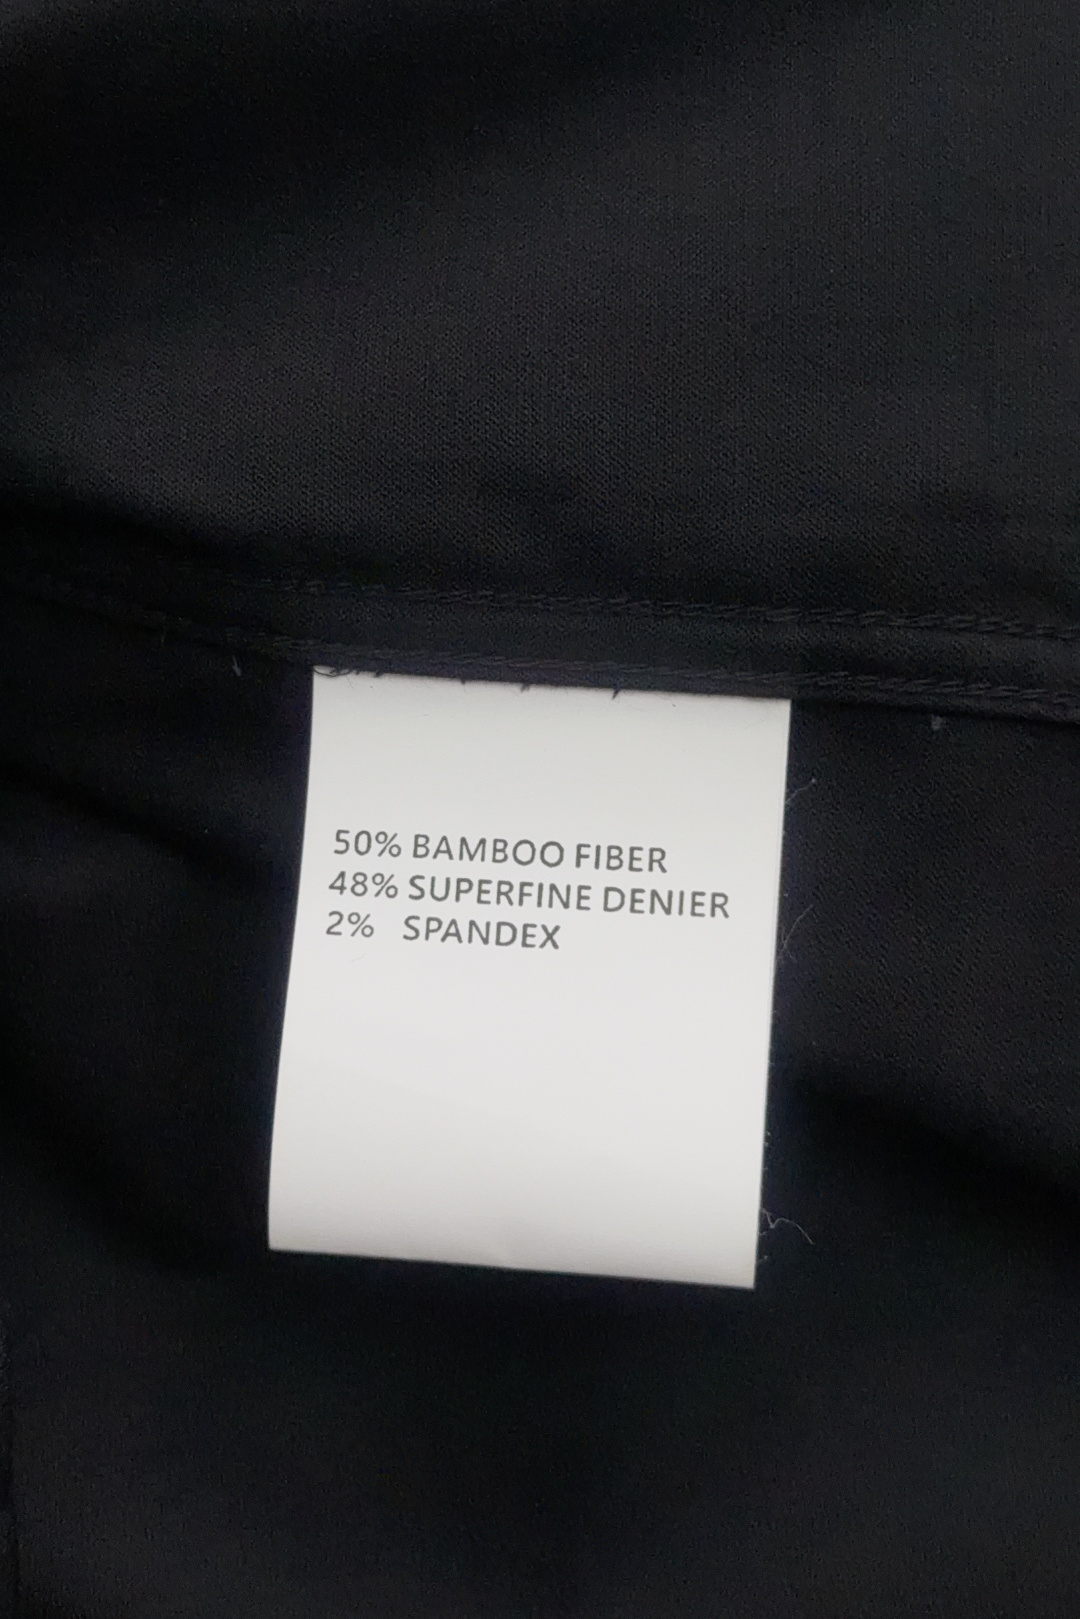 50% BAMBOO FIBER
48% SUPERFINE DENIER
2% SPANDEX